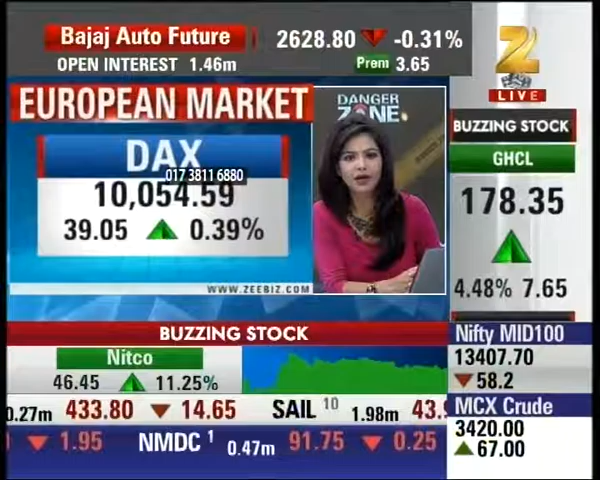 Bajaj Auto Future 2628.80 -0.31%
OPEN INTEREST 1.46m Prem 3.65
Z
LIVE
EUROPEAN MARKET
DANGER
ZONE
DAX
017 3811 6880
10,054.59
39.05 0.39%
WWW.ZEEBIZ.COM
BUZZING STOCK
GHCL
178.35
4.48% 7.65
BUZZING STOCK
Nitco
46.45 11.25%
Nifty MID100
13407.70
58.2
MCX Crude
3420.00
67.00
0.27m 433.80 14.65 SAIL 10 1.98m 43.9
1.95 NMDC 1 0.47m 91.75 0.25